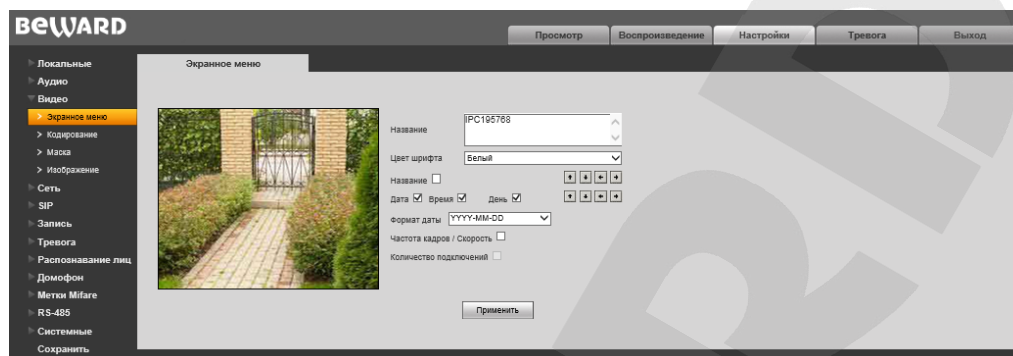 BEWARD
Просмотр Воспроизведение Настройки Тревога Выход
Локальные
Аудио
Видео
> Экранное меню
> Кодирование
> Маска
> Изображение
Сеть
SIP
Запись
Тревога
Распознавание лиц
Домофон
Метки Mifare
RS-485
Системные
Сохранить
Экранное меню
Название IPC195768
Цвет шрифта Белый
Название
Дата Время День
Формат даты YYYY-MM-DD
Частота кадров / Скорость
Количество подключений
Применить